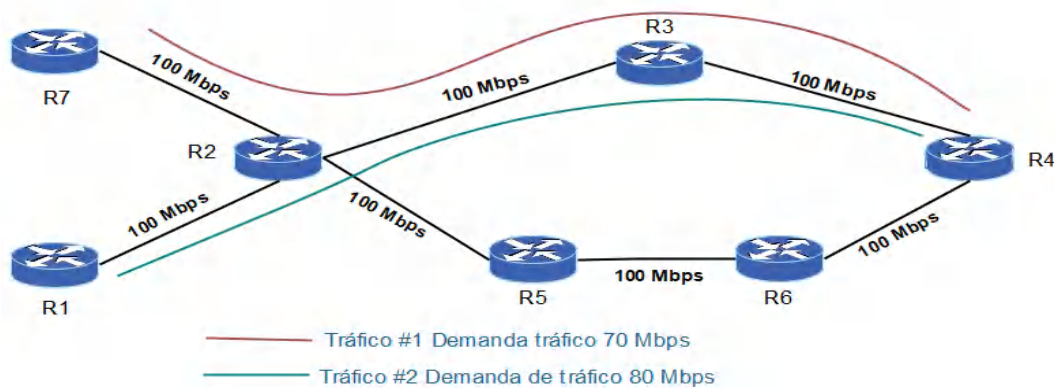 R3
R7
100 Mbps
100 Mbps
100 Mbps
R2
R4
100 Mbps
100 Mbps
100 Mbps
R1
R5
100 Mbps
R6
Tráfico #1 Demanda tráfico 70 Mbps
Tráfico #2 Demanda de tráfico 80 Mbps